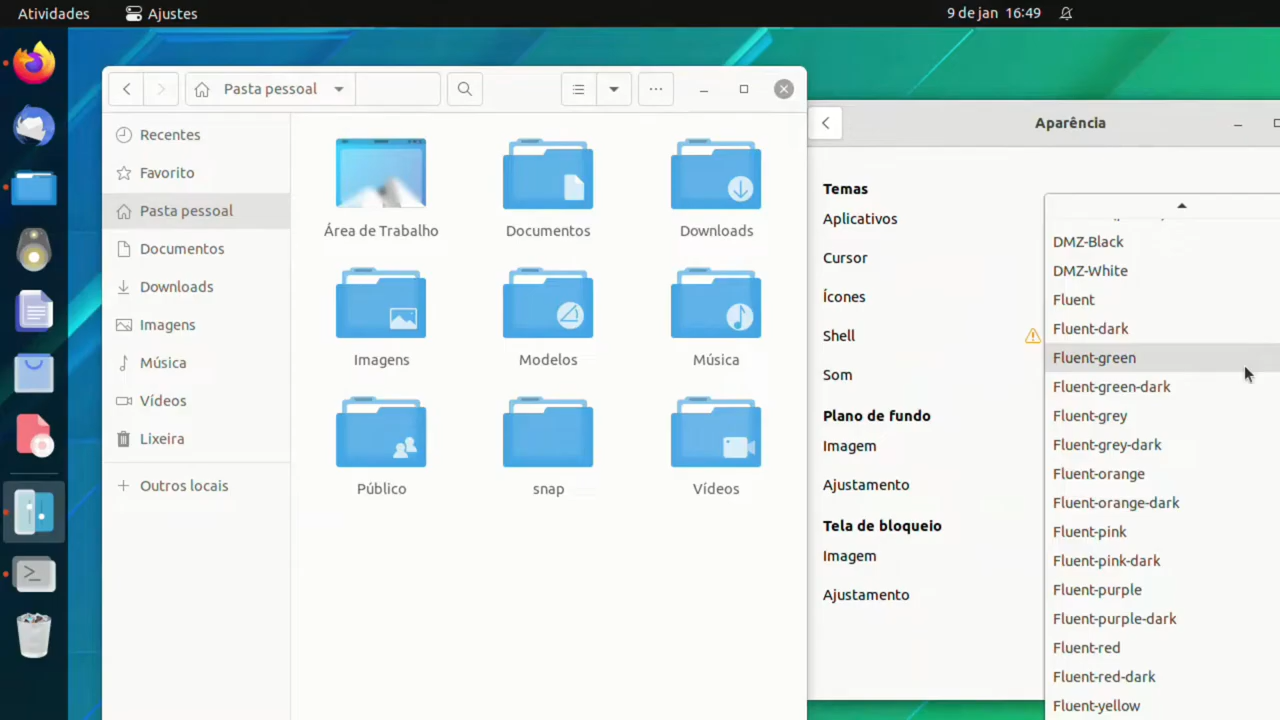 Atividades
Ajustes
9 de jan 16:49
Pasta pessoal
Recentes
Favorito
Pasta pessoal
Documentos
Downloads
Imagens
Música
Vídeos
Lixeira
Outros locais
Área de Trabalho
Documentos
Downloads
Imagens
Modelos
Música
Público
snap
Vídeos
Aparência
Temas
Aplicativos
Cursor
Ícones
Shell
Som
Plano de fundo
Imagem
Ajustamento
Tela de bloqueio
Imagem
Ajustamento
DMZ-Black
DMZ-White
Fluent
Fluent-dark
Fluent-green
Fluent-green-dark
Fluent-grey
Fluent-grey-dark
Fluent-orange
Fluent-orange-dark
Fluent-pink
Fluent-pink-dark
Fluent-purple
Fluent-purple-dark
Fluent-red
Fluent-red-dark
Fluent-yellow